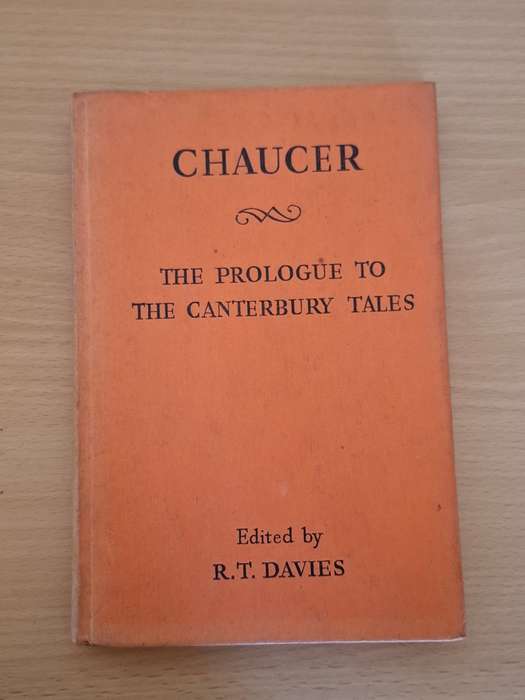 CHAUCER
THE PROLOGUE TO
THE CANTERBURY TALES
Edited by
R.T. DAVIES